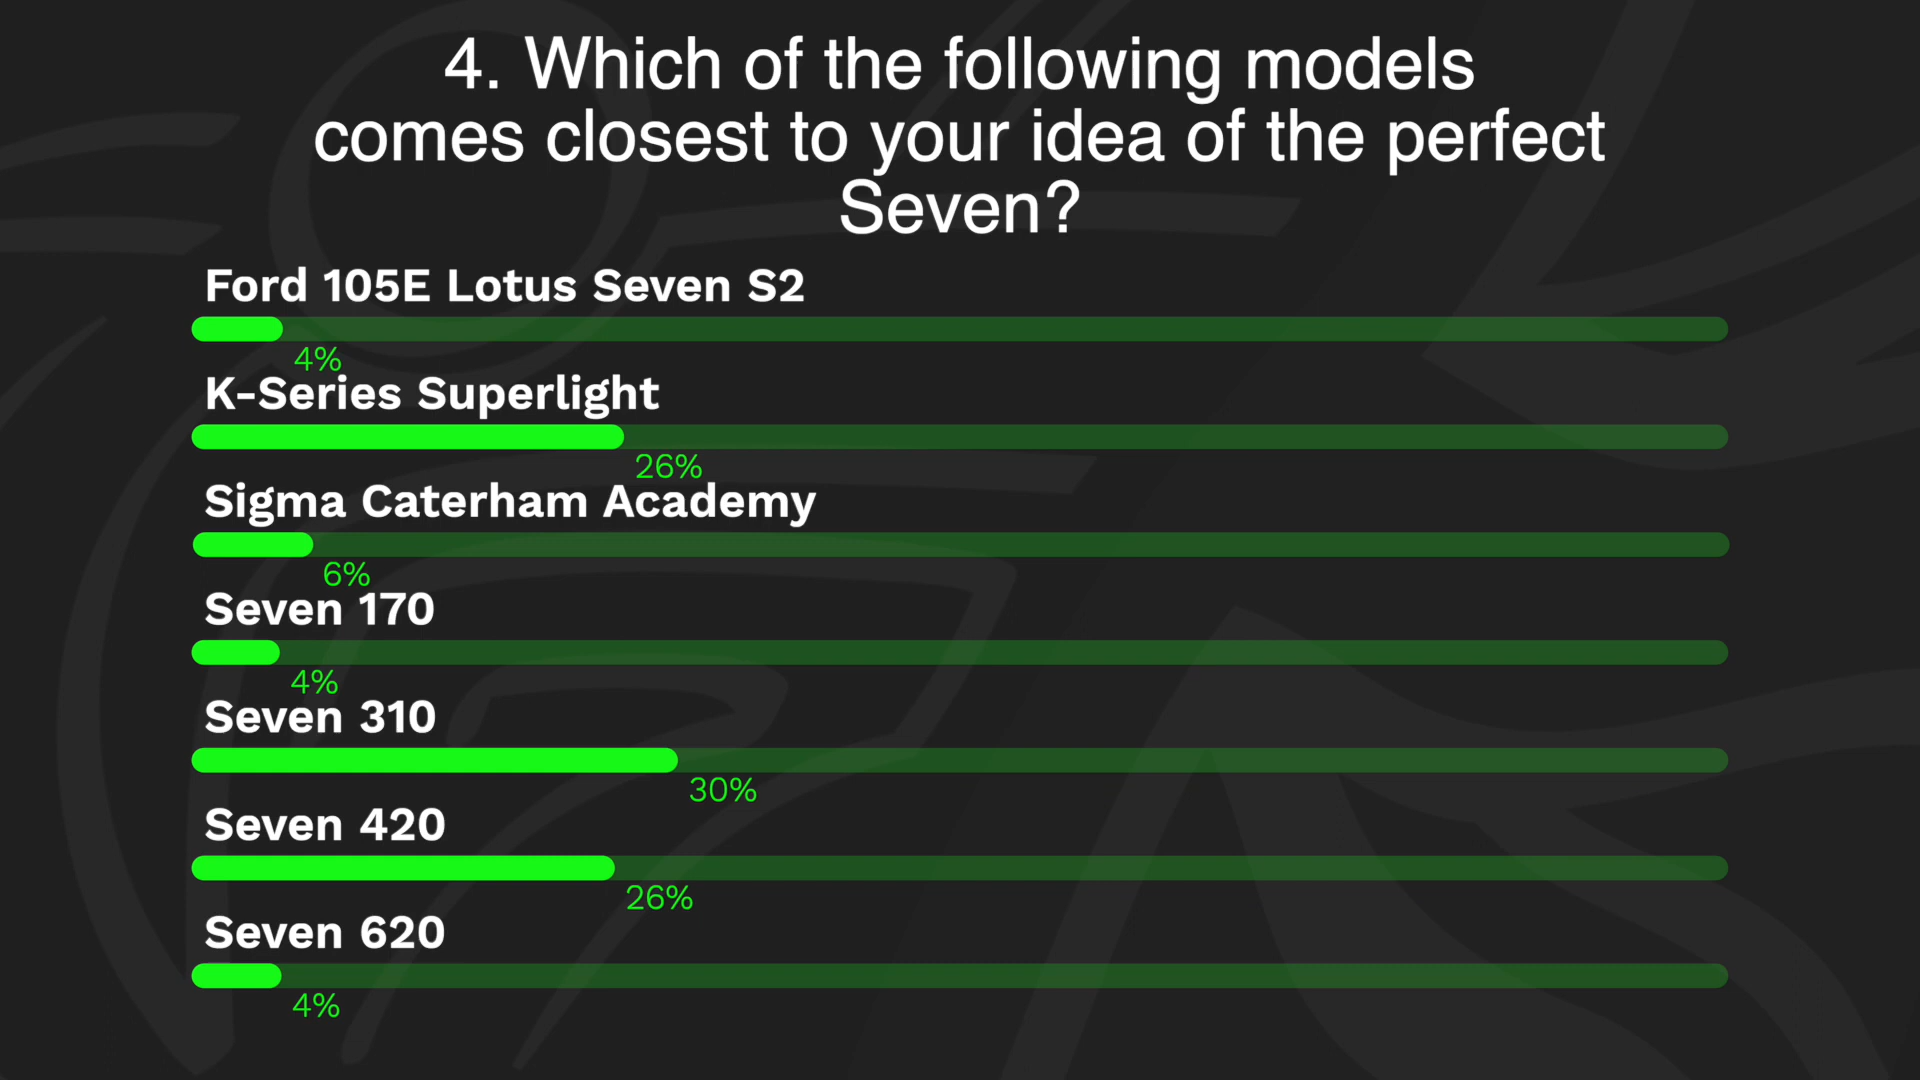 4. Which of the following models
comes closest to your idea of the perfect
Seven?
Ford 105E Lotus Seven S2
4%
K-Series Superlight
26%
Sigma Caterham Academy
6%
Seven 170
4%
Seven 310
30%
Seven 420
26%
Seven 620
4%